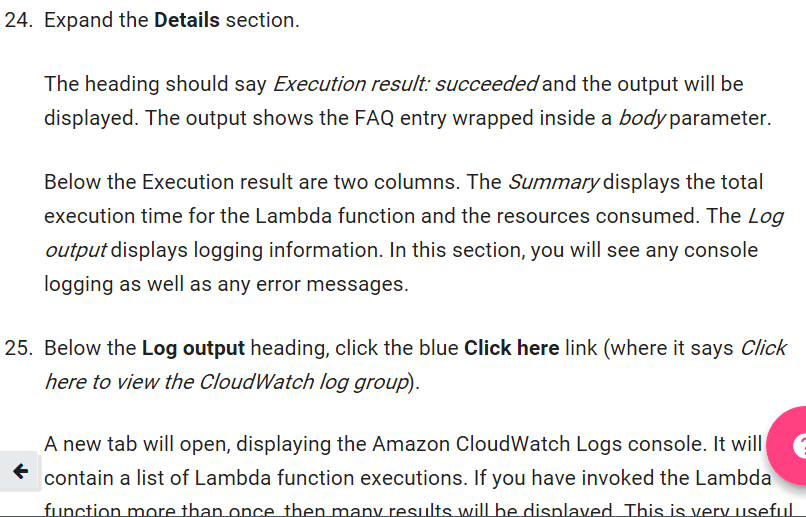 24. Expand the Details section.
The heading should say Execution result: succeeded and the output will be
displayed. The output shows the FAQ entry wrapped inside a body parameter.
Below the Execution result are two columns. The Summary displays the total
execution time for the Lambda function and the resources consumed. The Log
output displays logging information. In this section, you will see any console
logging as well as any error messages.
25. Below the Log output heading, click the blue Click here link (where it says Click
here to view the CloudWatch log group).
A new tab will open, displaying the Amazon CloudWatch Logs console. It will
contain a list of Lambda function executions. If you have invoked the Lambda
function more than once, then many results will be displayed. This is very useful